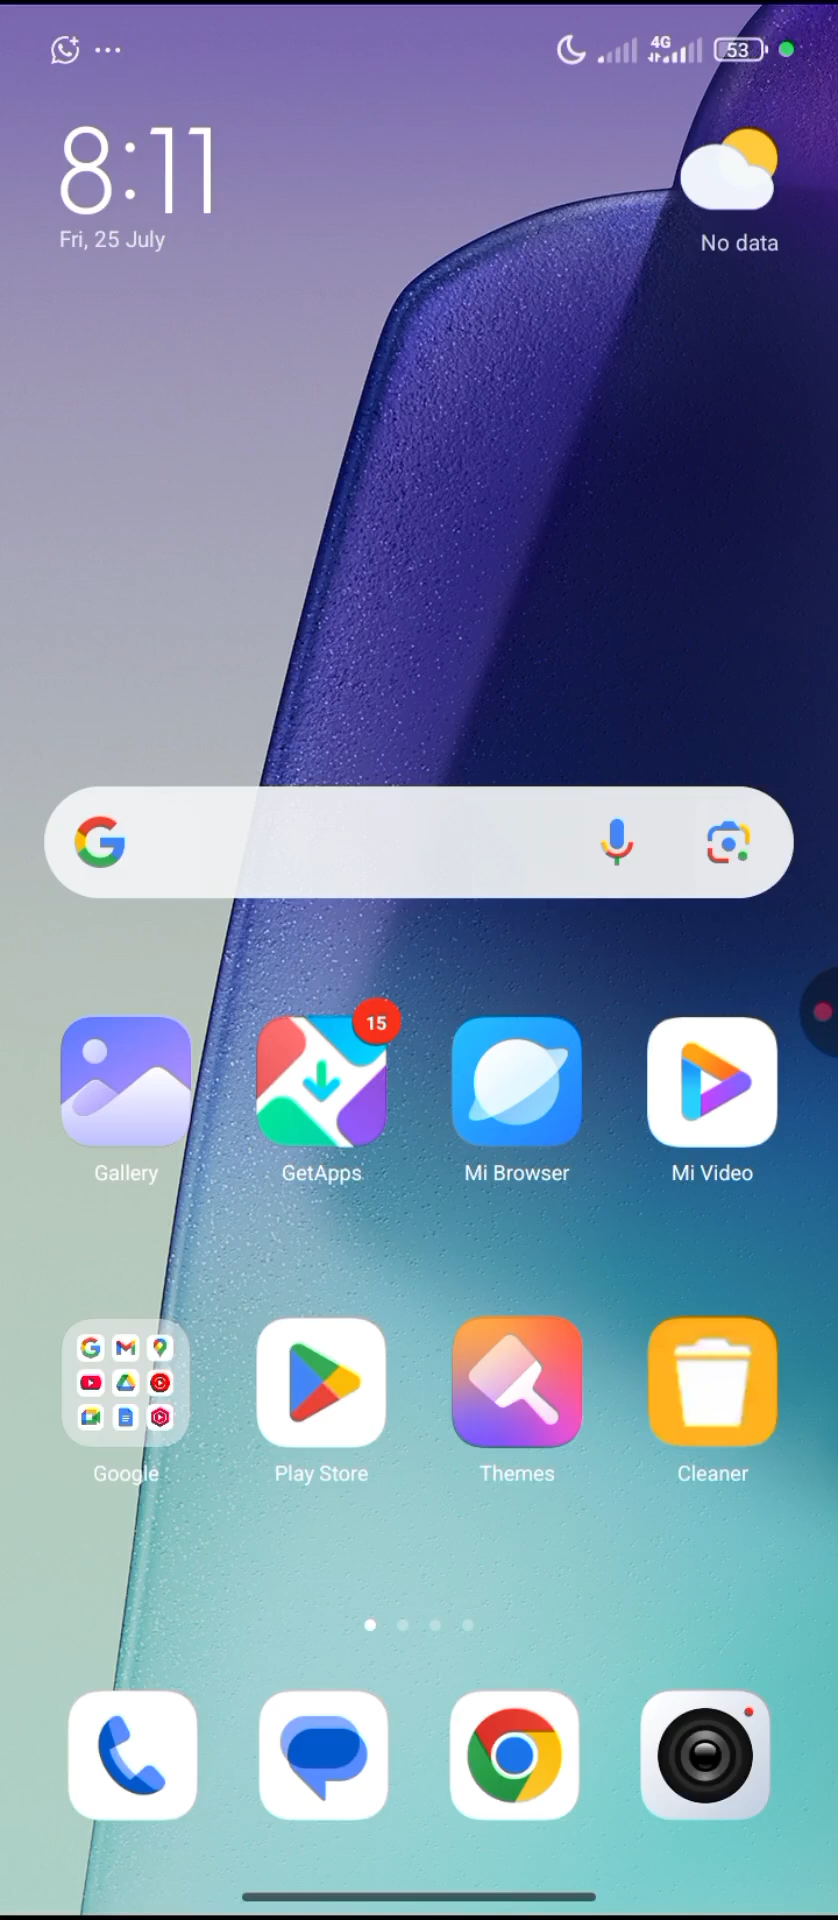 4G
53
8:11
Fri, 25 July
No data
15
Gallery
GetApps
Mi Browser
Mi Video
Google
Play Store
Themes
Cleaner